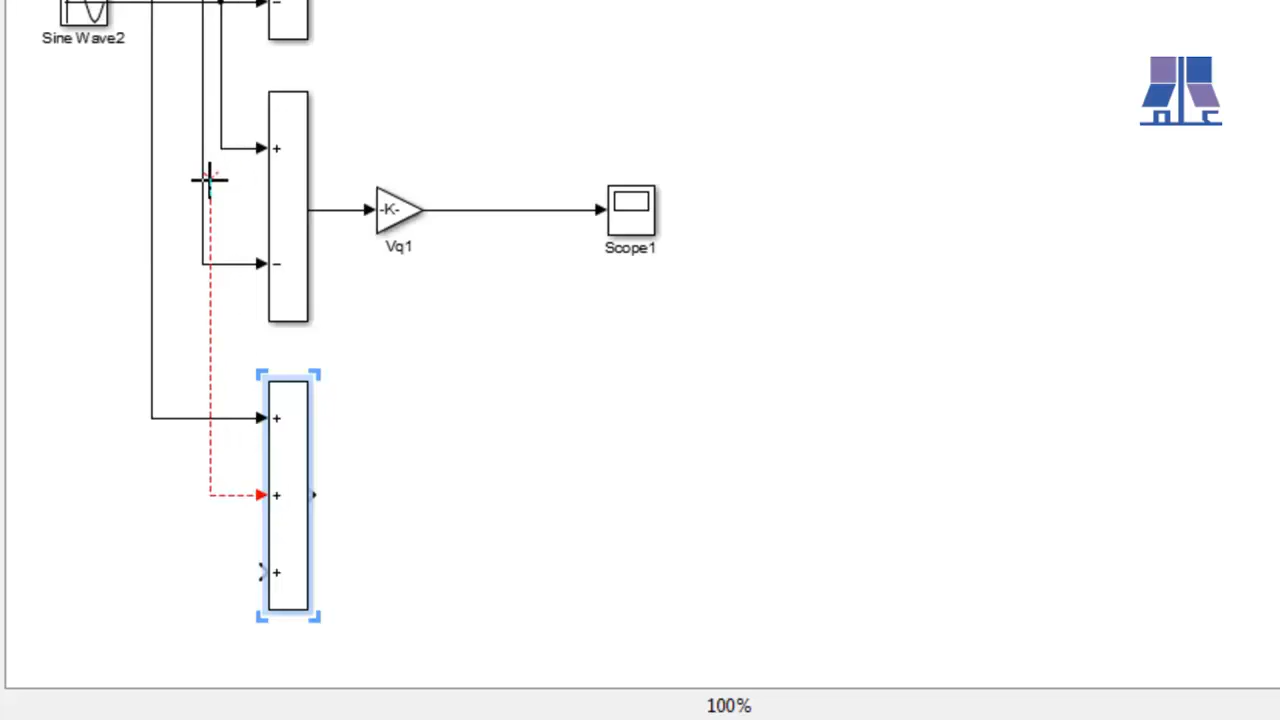 Sine Wave2
−
+
-K-
Vq1
Scope1
−
+
+
+
100%